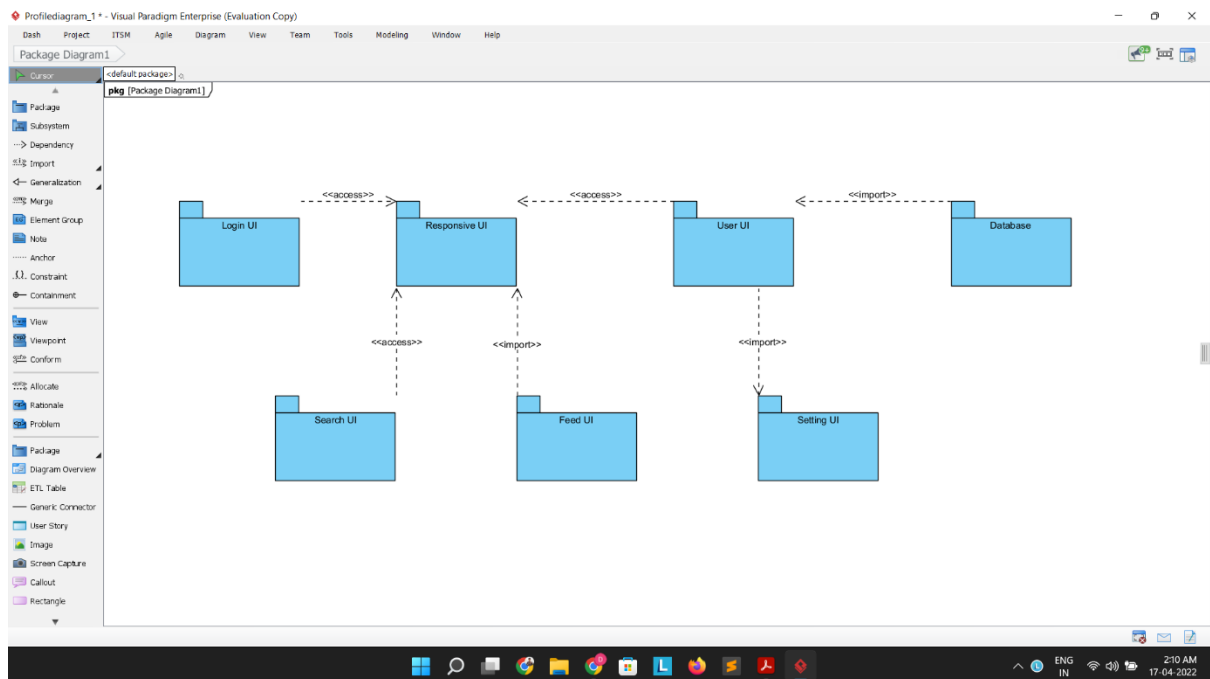 Profilediagram_1 * - Visual Paradigm Enterprise (Evaluation Copy)
Dash Project ITSM Agile Diagram View Team Tools Modeling Window Help
Package Diagram1
Cursor
<default package>
pkg [Package Diagram1]
Package
Subsystem
Dependency
Import
Generalization
Merge
Element Group
Note
Anchor
Constraint
Containment
View
Viewpoint
Conform
Allocate
Rationale
Problem
Package
Diagram Overview
ETL Table
Generic Connector
User Story
Image
Screen Capture
Callout
Rectangle
<<access>> <<access>> <<import>>
Login UI Responsive UI User UI Database
<<access>> <<import>> <<import>>
Search UI Feed UI Setting UI
ENG
IN
2:10 AM
17-04-2022